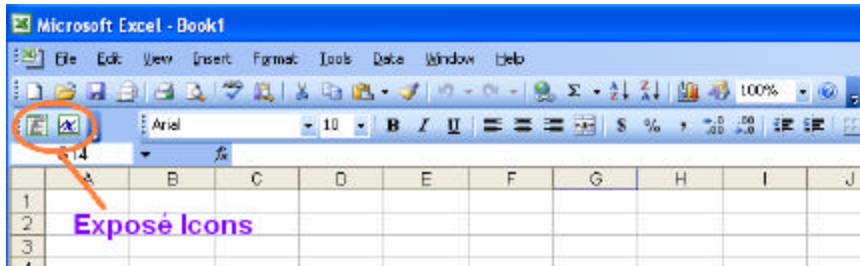 Microsoft Excel - Book1
File Edit View Insert Format Tools Data Window Help
100%
Arial 10 B I U $ % ,
G14 fx
A B C D E F G H I J
1
2 Exposé Icons
3